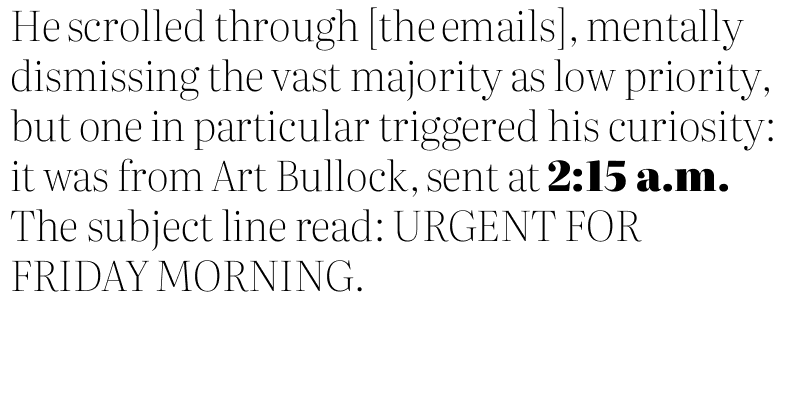 He scrolled through [the emails], mentally
dismissing the vast majority as low priority,
but one in particular triggered his curiosity:
it was from Art Bullock, sent at 2:15 a.m.
The subject line read: URGENT FOR
FRIDAY MORNING.